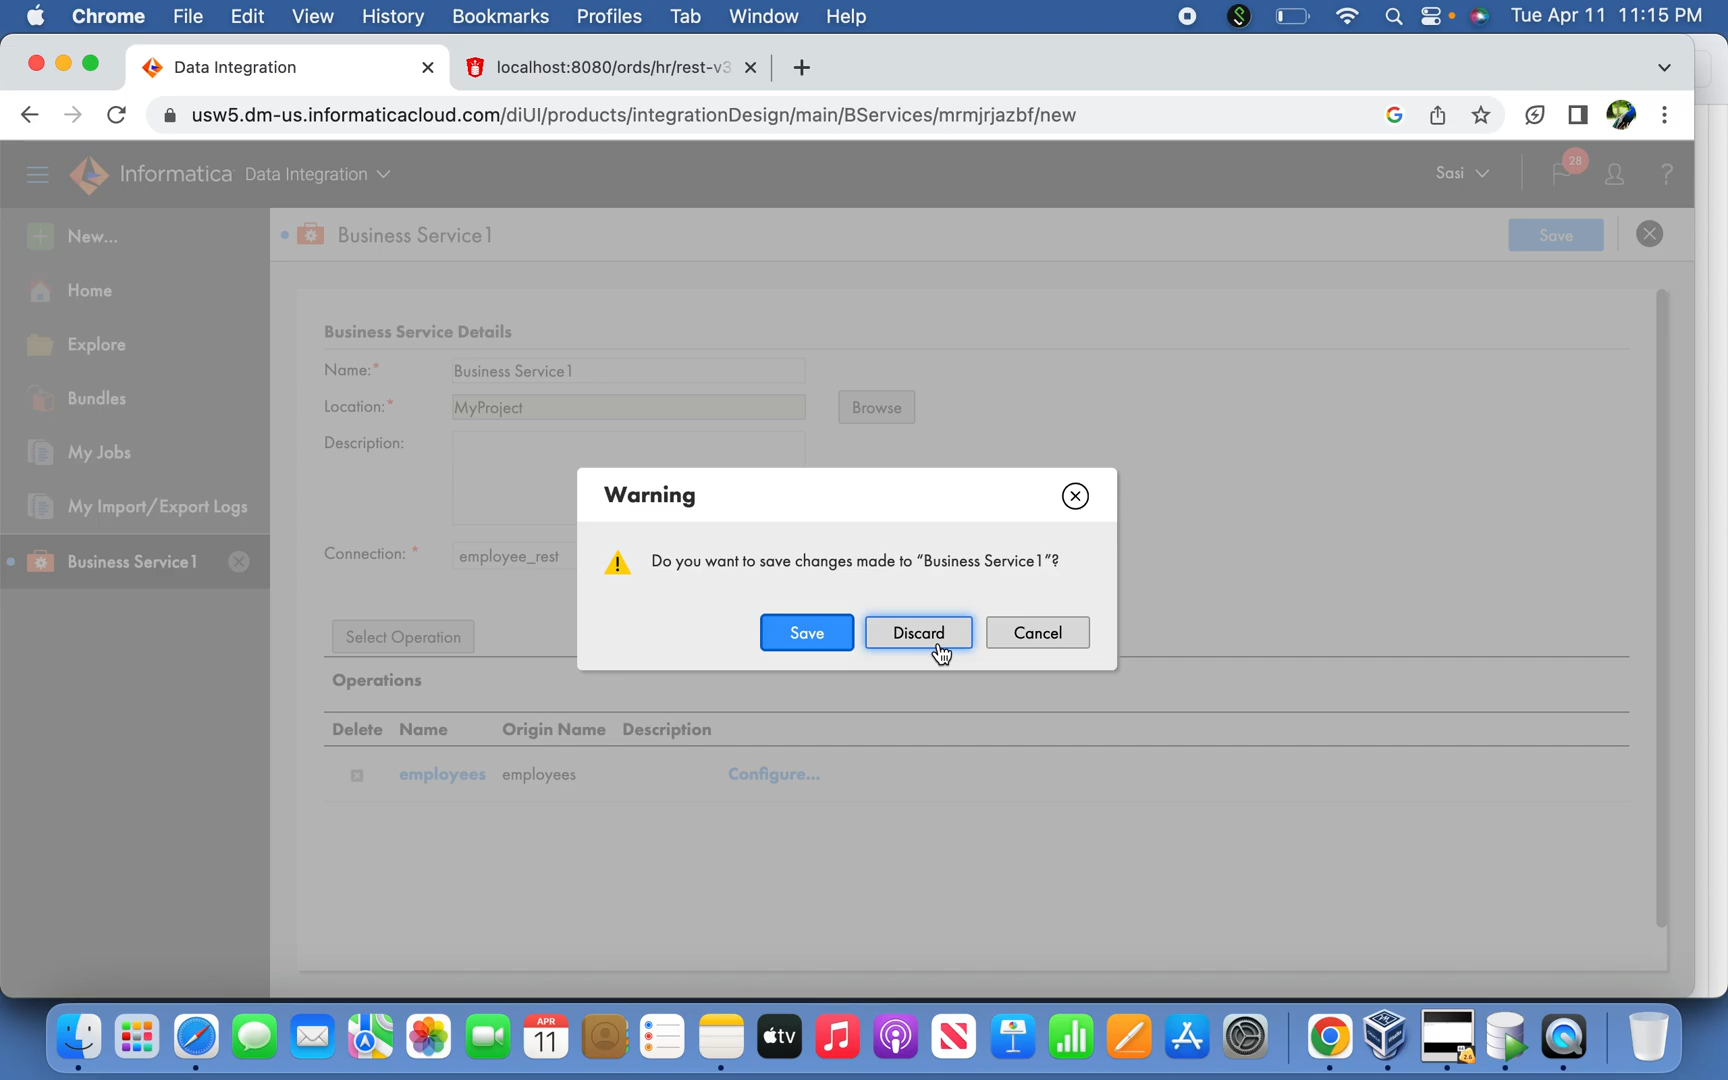 Chrome File Edit View History Bookmarks Profiles Tab Window Help Tue Apr 11 11:15 PM
Data Integration localhost:8080/ords/hr/rest-v3
usw5.dm-us.informaticacloud.com/diUI/products/integrationDesign/main/BServices/mrmjrjazbf/new
Informatica Data Integration Sasi 28 ?
New...
Home
Explore
Bundles
My Jobs
My Import/Export Logs
Business Service1
Business Service1 Save
Business Service Details
Name:* Business Service1
Location:* MyProject Browse
Description:
Connection: * employee_rest
Select Operation
Warning
Do you want to save changes made to “Business Service1”?
Save Discard Cancel
Operations
Delete Name Origin Name Description
employees employees Configure...
APR
11
tv